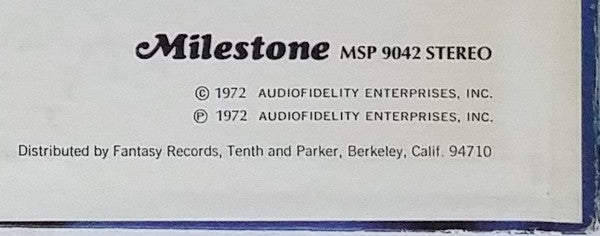 Milestone MSP 9042 STEREO
© 1972 AUDIOFIDELITY ENTERPRISES, INC.
℗ 1972 AUDIOFIDELITY ENTERPRISES, INC.
Distributed by Fantasy Records, Tenth and Parker, Berkeley, Calif. 94710